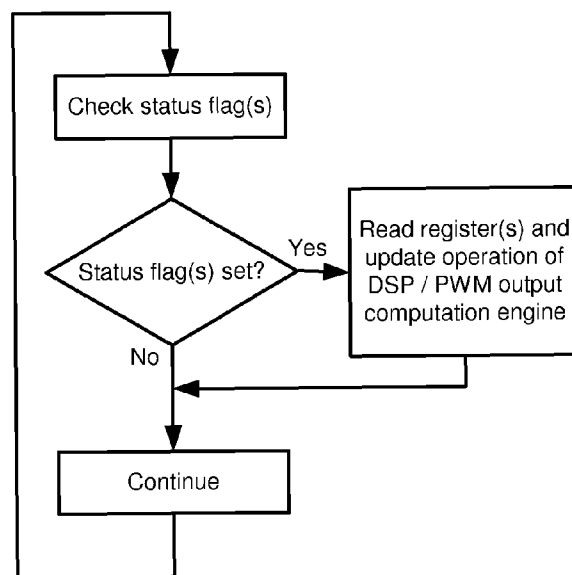 Check status flag(s)
Status flag(s) set?
Yes
Read register(s) and
update operation of
DSP / PWM output
computation engine
No
Continue